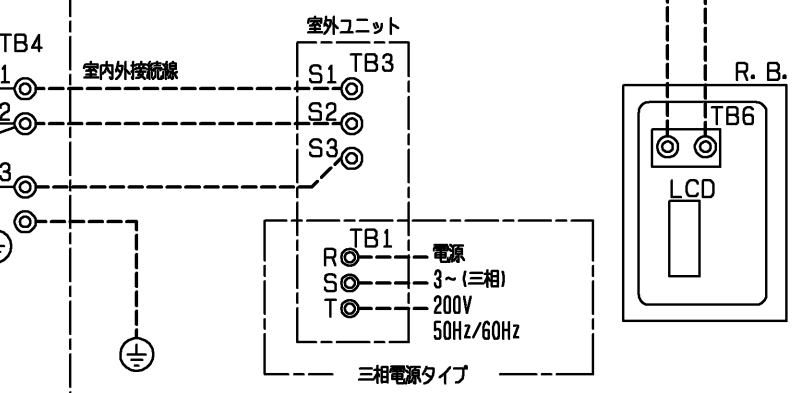 室外ユニット
TB4
室内外接続線
TB3
1
S1
2
S2
3
S3
R. B.
TB6
LCD
TB1
R
電源
S
3~(三相)
T
200V
50Hz/60Hz
三相電源タイプ